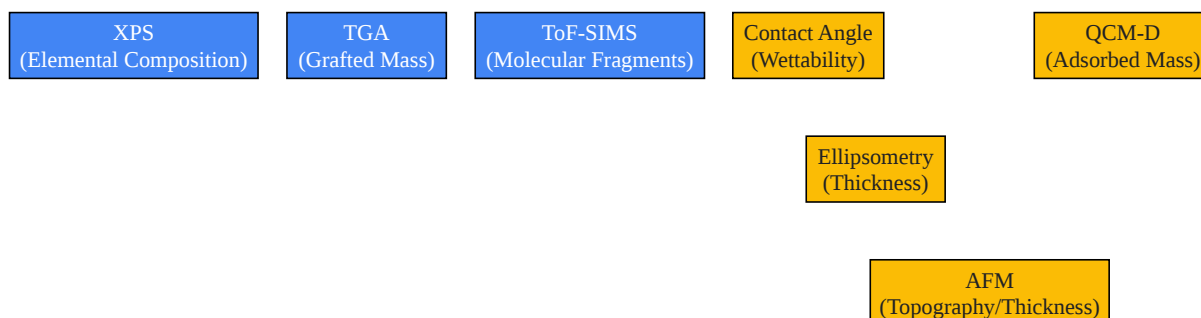 XPS
(Elemental Composition)
TGA
(Grafted Mass)
ToF-SIMS
(Molecular Fragments)
Contact Angle
(Wettability)
QCM-D
(Adsorbed Mass)
Ellipsometry
(Thickness)
AFM
(Topography/Thickness)